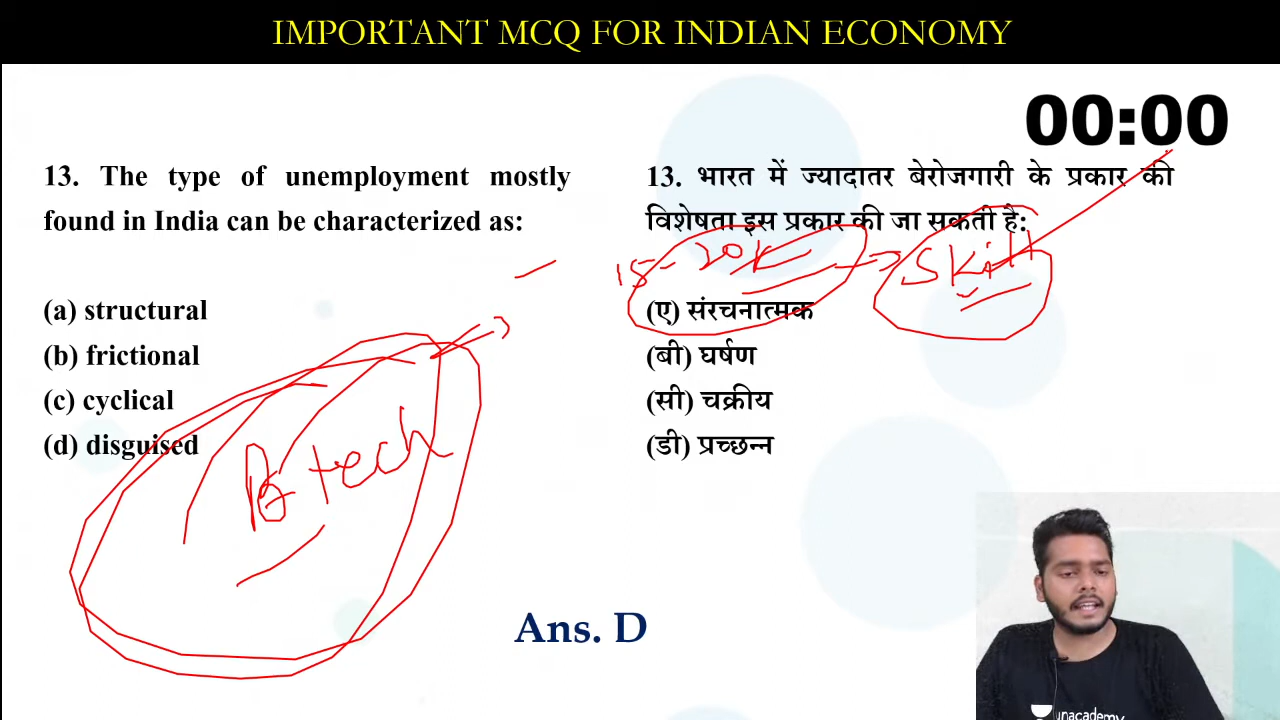 IMPORTANT MCQ FOR INDIAN ECONOMY
00:00
13. The type of unemployment mostly
found in India can be characterized as:
(a) structural
(b) frictional
(c) cyclical
(d) disguised
13. भारत में ज्यादातर बेरोजगारी के प्रकार की
विशेषता इस प्रकार की जा सकती है:
15-20K
Skill
(ए) संरचनात्मक
(बी) घर्षण
(सी) चक्रीय
(डी) प्रच्छन्न
B tech
Ans. D
unacademy